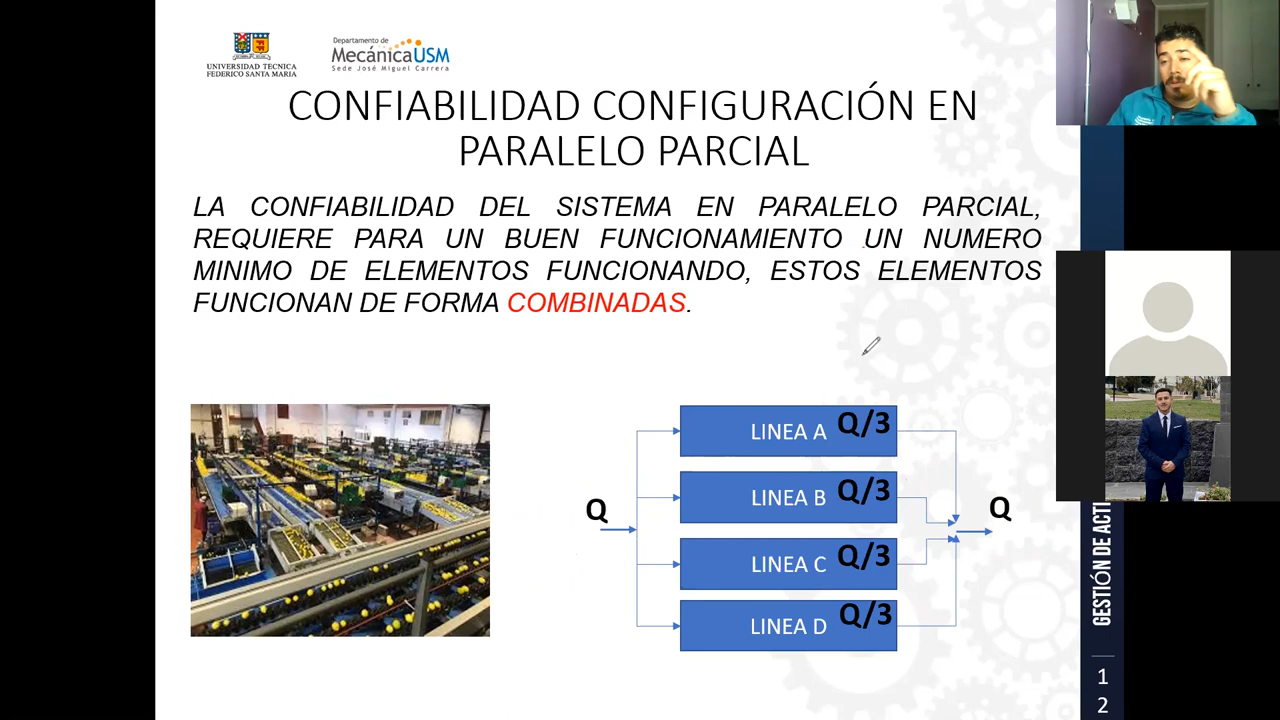 UNIVERSIDAD TECNICA
FEDERICO SANTA MARIA
Departamento de
MecánicaUSM
Sede José Miguel Carrera
CONFIABILIDAD CONFIGURACIÓN EN
PARALELO PARCIAL
LA CONFIABILIDAD DEL SISTEMA EN PARALELO PARCIAL,
REQUIERE PARA UN BUEN FUNCIONAMIENTO UN NUMERO
MINIMO DE ELEMENTOS FUNCIONANDO, ESTOS ELEMENTOS
FUNCIONAN DE FORMA COMBINADAS.
LINEA A Q/3
LINEA B Q/3
Q
Q
LINEA C Q/3
LINEA D Q/3
GESTIÓN DE ACTI
1
2